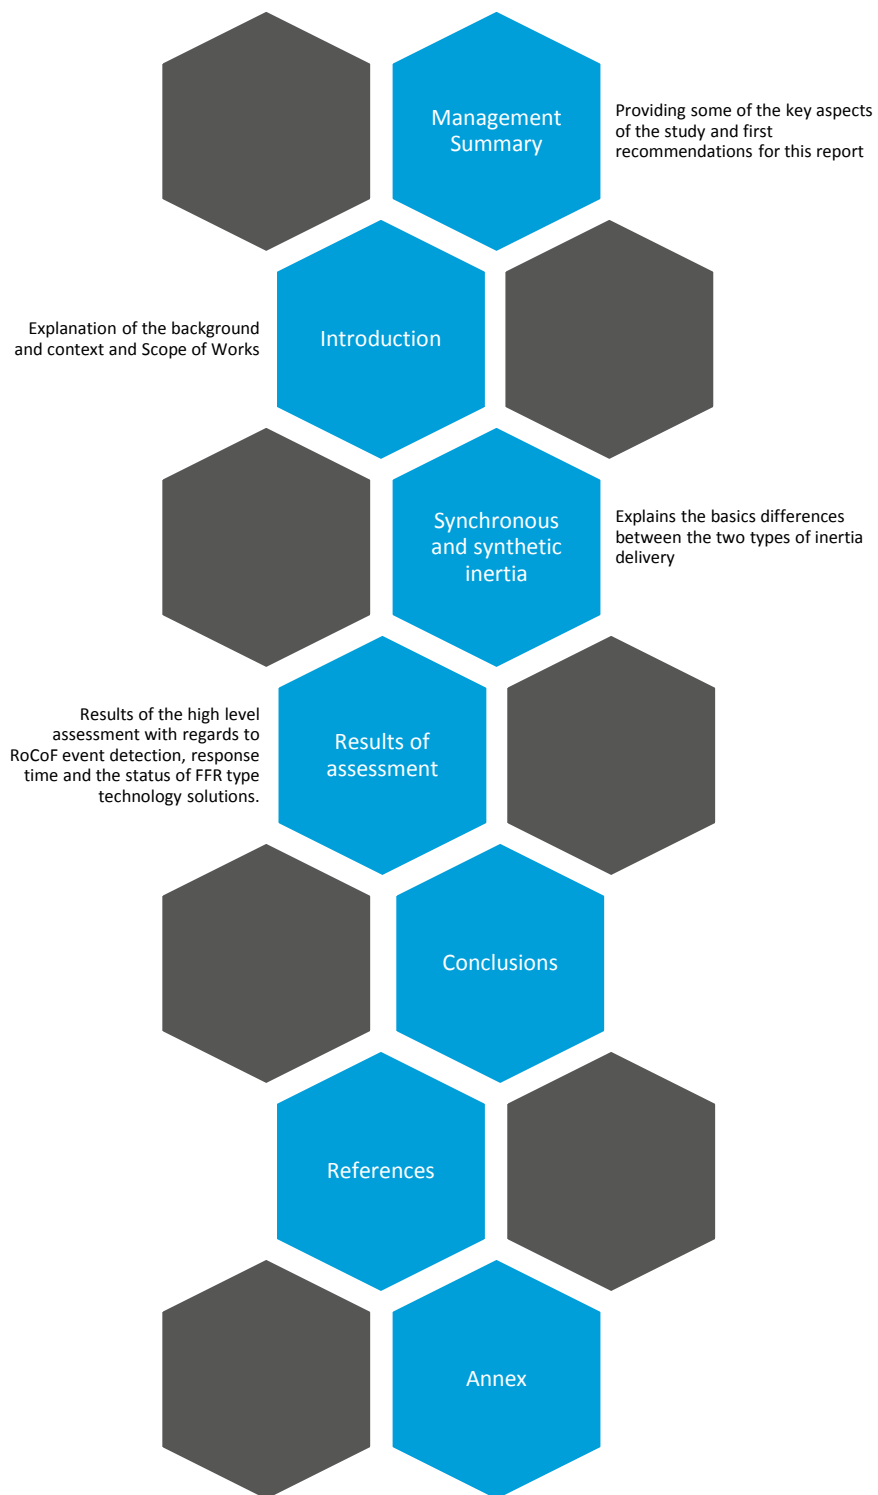 Management
Summary
Providing some of the key aspects
of the study and first
recommendations for this report
Explanation of the background
and context and Scope of Works
Introduction
Synchronous
and synthetic
inertia
Explains the basics differences
between the two types of inertia
delivery
Results of the high level
assessment with regards to
RoCoF event detection, response
time and the status of FFR type
technology solutions.
Results of
assessment
Conclusions
References
Annex